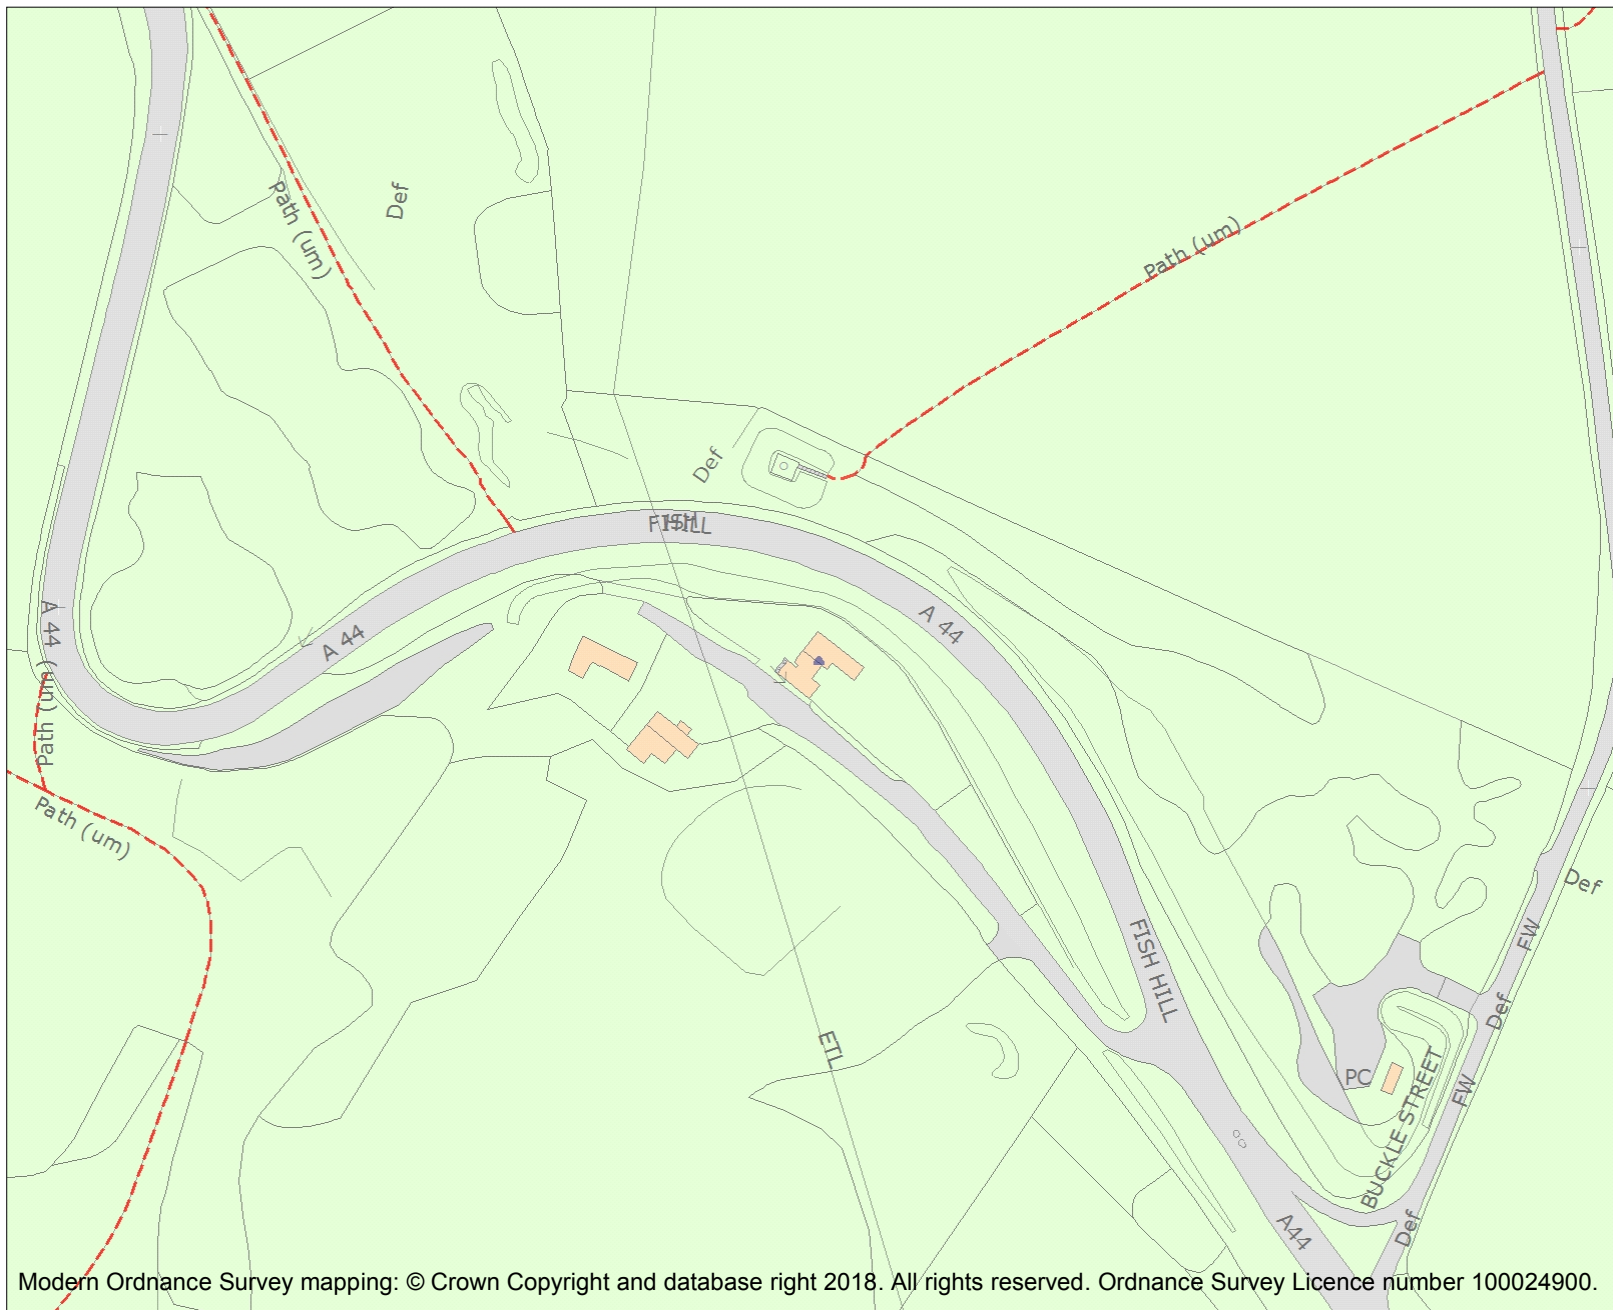 Path (um)
Def
Path (um)
Def
FISH
HILL
A 44
A 44
A 44
Path (um)
Path (um)
Def
FW
FISH HILL
Def
ETL
PC
BUCKLE STREET
FW
Def
A44
Modern Ordnance Survey mapping: © Crown Copyright and database right 2018. All rights reserved. Ordnance Survey Licence number 100024900.